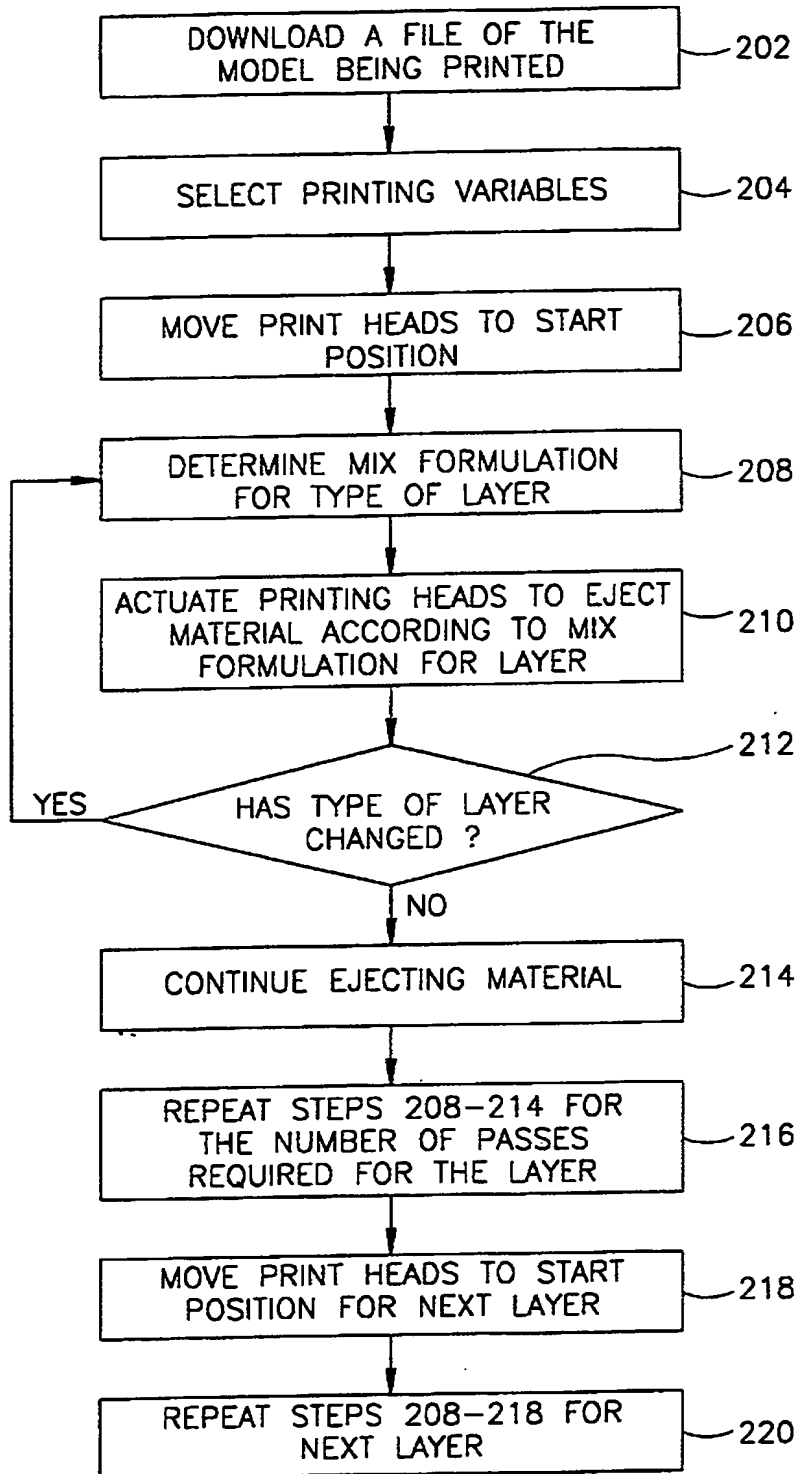 DOWNLOAD A FILE OF THE
MODEL BEING PRINTED
202
SELECT PRINTING VARIABLES
204
MOVE PRINT HEADS TO START
POSITION
206
DETERMINE MIX FORMULATION
FOR TYPE OF LAYER
208
ACTUATE PRINTING HEADS TO EJECT
MATERIAL ACCORDING TO MIX
FORMULATION FOR LAYER
210
212
YES
HAS TYPE OF LAYER
CHANGED ?
NO
CONTINUE EJECTING MATERIAL
214
REPEAT STEPS 208-214 FOR
THE NUMBER OF PASSES
REQUIRED FOR THE LAYER
216
MOVE PRINT HEADS TO START
POSITION FOR NEXT LAYER
218
REPEAT STEPS 208-218 FOR
NEXT LAYER
220